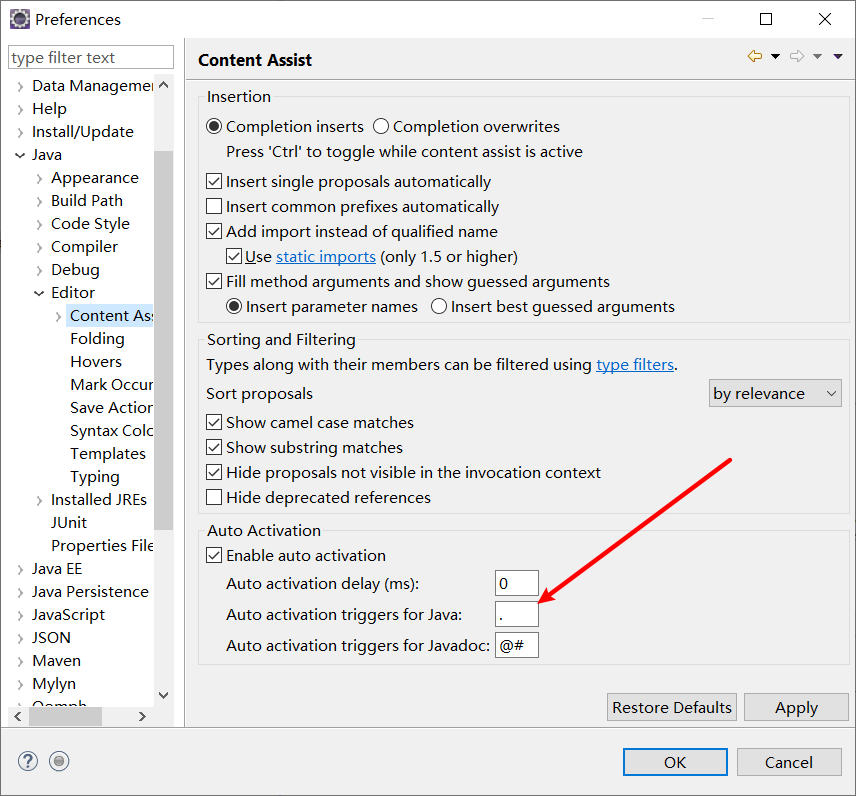 Preferences
type filter text
Data Managemen
Help
Install/Update
Java
Appearance
Build Path
Code Style
Compiler
Debug
Editor
Content Ass
Folding
Hovers
Mark Occur
Save Action
Syntax Colo
Templates
Typing
Installed JREs
JUnit
Properties File
Java EE
Java Persistence
JavaScript
JSON
Maven
Mylyn
Oomph
Content Assist
Insertion
Completion inserts Completion overwrites
Press 'Ctrl' to toggle while content assist is active
Insert single proposals automatically
Insert common prefixes automatically
Add import instead of qualified name
Use static imports (only 1.5 or higher)
Fill method arguments and show guessed arguments
Insert parameter names Insert best guessed arguments
Sorting and Filtering
Types along with their members can be filtered using type filters.
Sort proposals by relevance
Show camel case matches
Show substring matches
Hide proposals not visible in the invocation context
Hide deprecated references
Auto Activation
Enable auto activation
Auto activation delay (ms): 0
Auto activation triggers for Java: .
Auto activation triggers for Javadoc: @#
Restore Defaults Apply
OK Cancel